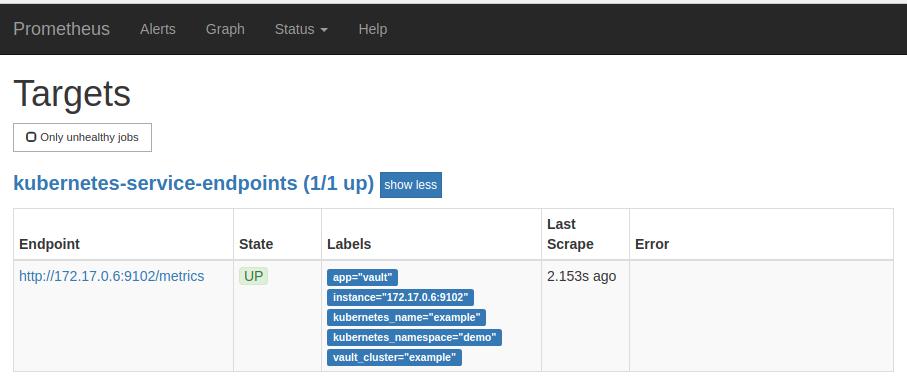 Prometheus Alerts Graph Status Help
Targets
Only unhealthy jobs
kubernetes-service-endpoints (1/1 up) show less
Endpoint State Labels Last Scrape Error
http://172.17.0.6:9102/metrics UP app="vault" 2.153s ago
instance="172.17.0.6:9102"
kubernetes_name="example"
kubernetes_namespace="demo"
vault_cluster="example"